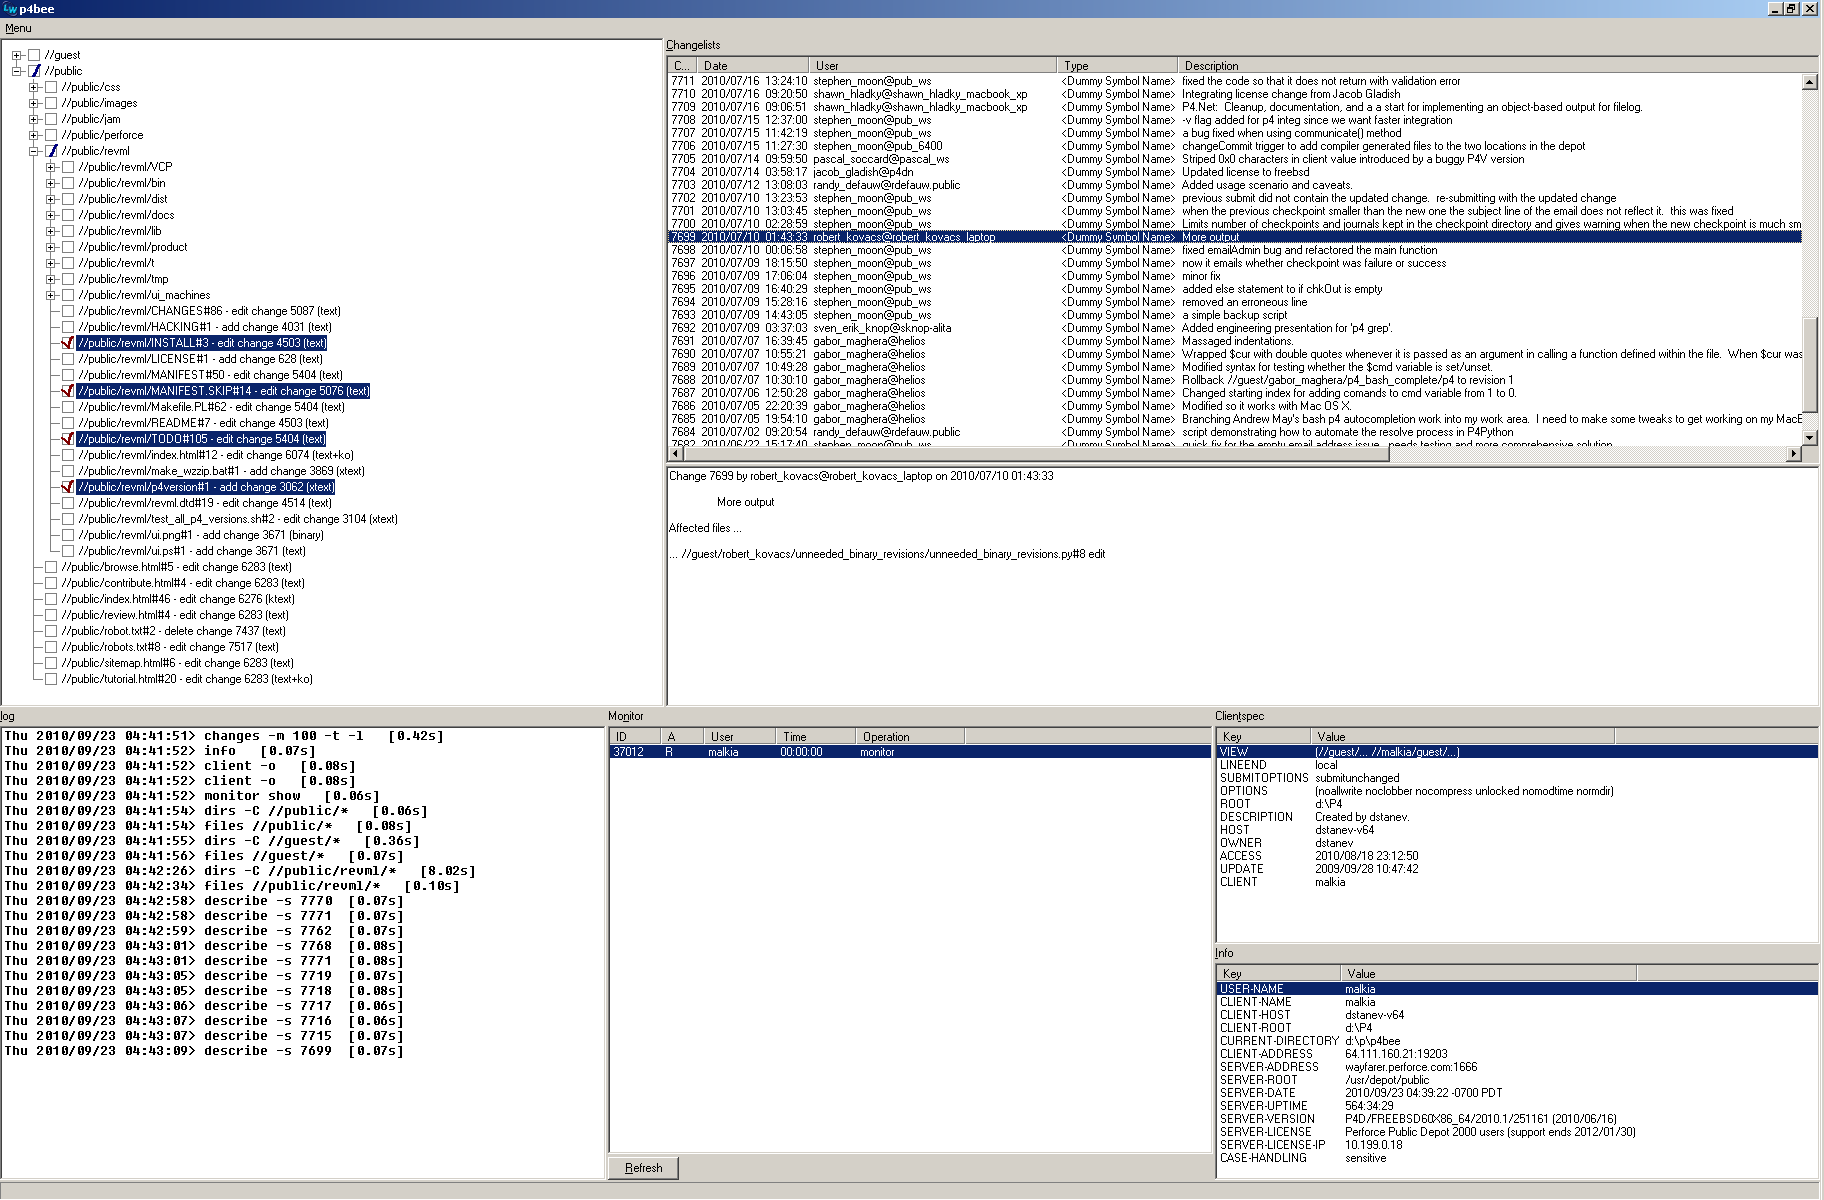 p4bee
Menu
//guest
//public
//public/css
//public/images
//public/jam
//public/perforce
//public/revml
//public/revml/VCP
//public/revml/bin
//public/revml/dist
//public/revml/docs
//public/revml/lib
//public/revml/product
//public/revml/t
//public/revml/tmp
//public/revml/ui_machines
//public/revml/CHANGES#86 - edit change 5087 (text)
//public/revml/HACKING#1 - add change 4031 (text)
//public/revml/INSTALL#3 - edit change 4503 (text)
//public/revml/LICENSE#1 - add change 628 (text)
//public/revml/MANIFEST#50 - edit change 5404 (text)
//public/revml/MANIFEST.SKIP#14 - edit change 5076 (text)
//public/revml/Makefile.PL#62 - edit change 5404 (text)
//public/revml/README#7 - edit change 4503 (text)
//public/revml/TODO#105 - edit change 5404 (text)
//public/revml/index.html#12 - edit change 6074 (text+ko)
//public/revml/make_wzzip.bat#1 - add change 3869 (xtext)
//public/revml/p4version#1 - add change 3062 (xtext)
//public/revml/revml.dtd#19 - edit change 4514 (text)
//public/revml/test_all_p4_versions.sh#2 - edit change 3104 (xtext)
//public/revml/ui.png#1 - add change 3671 (binary)
//public/revml/ui.ps#1 - add change 3671 (text)
//public/browse.html#5 - edit change 6283 (text)
//public/contribute.html#4 - edit change 6283 (text)
//public/index.html#46 - edit change 6276 (ktext)
//public/review.html#4 - edit change 6283 (text)
//public/robot.txt#2 - delete change 7437 (text)
//public/robots.txt#8 - edit change 7517 (text)
//public/sitemap.html#6 - edit change 6283 (text)
//public/tutorial.html#20 - edit change 6283 (text+ko)
Changelists
C... Date User Type Description
7711 2010/07/16 13:24:10 stephen_moon@pub_ws <Dummy Symbol Name> fixed the code so that it does not return with validation error
7710 2010/07/16 09:20:50 shawn_hladky@shawn_hladky_macbook_xp <Dummy Symbol Name> Integrating license change from Jacob Gladish
7709 2010/07/16 09:06:51 shawn_hladky@shawn_hladky_macbook_xp <Dummy Symbol Name> P4.Net:  Cleanup, documentation, and a a start for implementing an object-based output for filelog.
7708 2010/07/15 12:37:00 stephen_moon@pub_ws <Dummy Symbol Name> -v flag added for p4 integ since we want faster integration
7707 2010/07/15 11:42:19 stephen_moon@pub_ws <Dummy Symbol Name> a bug fixed when using communicate() method
7706 2010/07/15 11:27:30 stephen_moon@pub_6400 <Dummy Symbol Name> changeCommit trigger to add compiler generated files to the two locations in the depot
7705 2010/07/14 09:59:50 pascal_soccard@pascal_ws <Dummy Symbol Name> Striped 0x0 characters in client value introduced by a buggy P4V version
7704 2010/07/14 03:58:17 jacob_gladish@p4dn <Dummy Symbol Name> Updated license to freebsd
7703 2010/07/12 13:08:03 randy_defauw@rdefauw.public <Dummy Symbol Name> Added usage scenario and caveats.
7702 2010/07/10 13:23:53 stephen_moon@pub_ws <Dummy Symbol Name> previous submit did not contain the updated change.  re-submitting with the updated change
7701 2010/07/10 13:03:45 stephen_moon@pub_ws <Dummy Symbol Name> when the previous checkpoint smaller than the new one the subject line of the email does not reflect it.  this was fixed
7700 2010/07/10 02:28:59 stephen_moon@pub_ws <Dummy Symbol Name> Limits number of checkpoints and journals kept in the checkpoint directory and gives warning when the new checkpoint is much sm
7699 2010/07/10 01:43:33 robert_kovacs@robert_kovacs_laptop <Dummy Symbol Name> More output
7698 2010/07/10 00:06:58 stephen_moon@pub_ws <Dummy Symbol Name> fixed emailAdmin bug and refactored the main function
7697 2010/07/09 18:15:50 stephen_moon@pub_ws <Dummy Symbol Name> now it emails whether checkpoint was failure or success
7696 2010/07/09 17:06:04 stephen_moon@pub_ws <Dummy Symbol Name> minor fix
7695 2010/07/09 16:40:29 stephen_moon@pub_ws <Dummy Symbol Name> added else statement to if chkOut is empty
7694 2010/07/09 15:28:16 stephen_moon@pub_ws <Dummy Symbol Name> removed an erroneous line
7693 2010/07/09 14:43:05 stephen_moon@pub_ws <Dummy Symbol Name> a simple backup script
7692 2010/07/09 03:37:03 sven_erik_knop@sknop-alita <Dummy Symbol Name> Added engineering presentation for 'p4 grep'.
7691 2010/07/07 16:39:45 gabor_maghera@helios <Dummy Symbol Name> Massaged indentations.
7690 2010/07/07 10:55:21 gabor_maghera@helios <Dummy Symbol Name> Wrapped $cur with double quotes whenever it is passed as an argument in calling a function defined within the file.  When $cur was
7689 2010/07/07 10:49:28 gabor_maghera@helios <Dummy Symbol Name> Modified syntax for testing whether the $cmd variable is set/unset.
7688 2010/07/07 10:30:10 gabor_maghera@helios <Dummy Symbol Name> Rollback //guest/gabor_maghera/p4_bash_complete/p4 to revision 1
7687 2010/07/06 12:50:28 gabor_maghera@helios <Dummy Symbol Name> Changed starting index for adding comands to cmd variable from 1 to 0.
7686 2010/07/05 22:20:39 gabor_maghera@helios <Dummy Symbol Name> Modified so it works with Mac OS X.
7685 2010/07/05 19:54:10 gabor_maghera@helios <Dummy Symbol Name> Branching Andrew May's bash p4 autocompletion work into my work area.  I need to make some tweaks to get working on my MacE
7684 2010/07/02 09:20:54 randy_defauw@rdefauw.public <Dummy Symbol Name> script demonstrating how to automate the resolve process in P4Python
2010/06/22 15:17:40 stephen_moon@pub_ws <Dummy Symbol Name> quick fix for the empty email address issue needs testing and more comprehensive solution
Change 7699 by robert_kovacs@robert_kovacs_laptop on 2010/07/10 01:43:33
More output
Affected files ...
... //guest/robert_kovacs/unneeded_binary_revisions/unneeded_binary_revisions.py#8 edit
log
Thu 2010/09/23 04:41:51> changes -m 100 -t -l   [0.42s]
Thu 2010/09/23 04:41:52> info   [0.07s]
Thu 2010/09/23 04:41:52> client -o   [0.08s]
Thu 2010/09/23 04:41:52> client -o   [0.08s]
Thu 2010/09/23 04:41:52> monitor show   [0.06s]
Thu 2010/09/23 04:41:54> dirs -C //public/*   [0.06s]
Thu 2010/09/23 04:41:54> files //public/*   [0.08s]
Thu 2010/09/23 04:41:55> dirs -C //guest/*   [0.36s]
Thu 2010/09/23 04:41:56> files //guest/*   [0.07s]
Thu 2010/09/23 04:42:26> dirs -C //public/revml/*   [8.02s]
Thu 2010/09/23 04:42:34> files //public/revml/*   [0.10s]
Thu 2010/09/23 04:42:58> describe -s 7770  [0.07s]
Thu 2010/09/23 04:42:58> describe -s 7771  [0.07s]
Thu 2010/09/23 04:42:59> describe -s 7762  [0.07s]
Thu 2010/09/23 04:43:01> describe -s 7768  [0.08s]
Thu 2010/09/23 04:43:01> describe -s 7771  [0.08s]
Thu 2010/09/23 04:43:05> describe -s 7719  [0.07s]
Thu 2010/09/23 04:43:05> describe -s 7718  [0.08s]
Thu 2010/09/23 04:43:06> describe -s 7717  [0.06s]
Thu 2010/09/23 04:43:07> describe -s 7716  [0.06s]
Thu 2010/09/23 04:43:07> describe -s 7715  [0.07s]
Thu 2010/09/23 04:43:09> describe -s 7699  [0.07s]
Monitor
ID A User Time Operation
37012 R malkia 00:00:00 monitor
Refresh
Clientspec
Key Value
VIEW (//guest/... //malkia/guest/...)
LINEEND local
SUBMITOPTIONS submitunchanged
OPTIONS (noallwrite noclobber nocompress unlocked nomodtime normdir)
ROOT d:\P4
DESCRIPTION Created by dstanev.
HOST dstanev-v64
OWNER dstanev
ACCESS 2010/08/18 23:12:50
UPDATE 2009/09/28 10:47:42
CLIENT malkia
Info
Key Value
USER-NAME malkia
CLIENT-NAME malkia
CLIENT-HOST dstanev-v64
CLIENT-ROOT d:\P4
CURRENT-DIRECTORY d:\p\p4bee
CLIENT-ADDRESS 64.111.160.21:19203
SERVER-ADDRESS wayfarer.perforce.com:1666
SERVER-ROOT /usr/depot/public
SERVER-DATE 2010/09/23 04:39:22 -0700 PDT
SERVER-UPTIME 564:34:29
SERVER-VERSION P4D/FREEBSD60X86_64/2010.1/251161 (2010/06/16)
SERVER-LICENSE Perforce Public Depot 2000 users (support ends 2012/01/30)
SERVER-LICENSE-IP 10.199.0.18
CASE-HANDLING sensitive